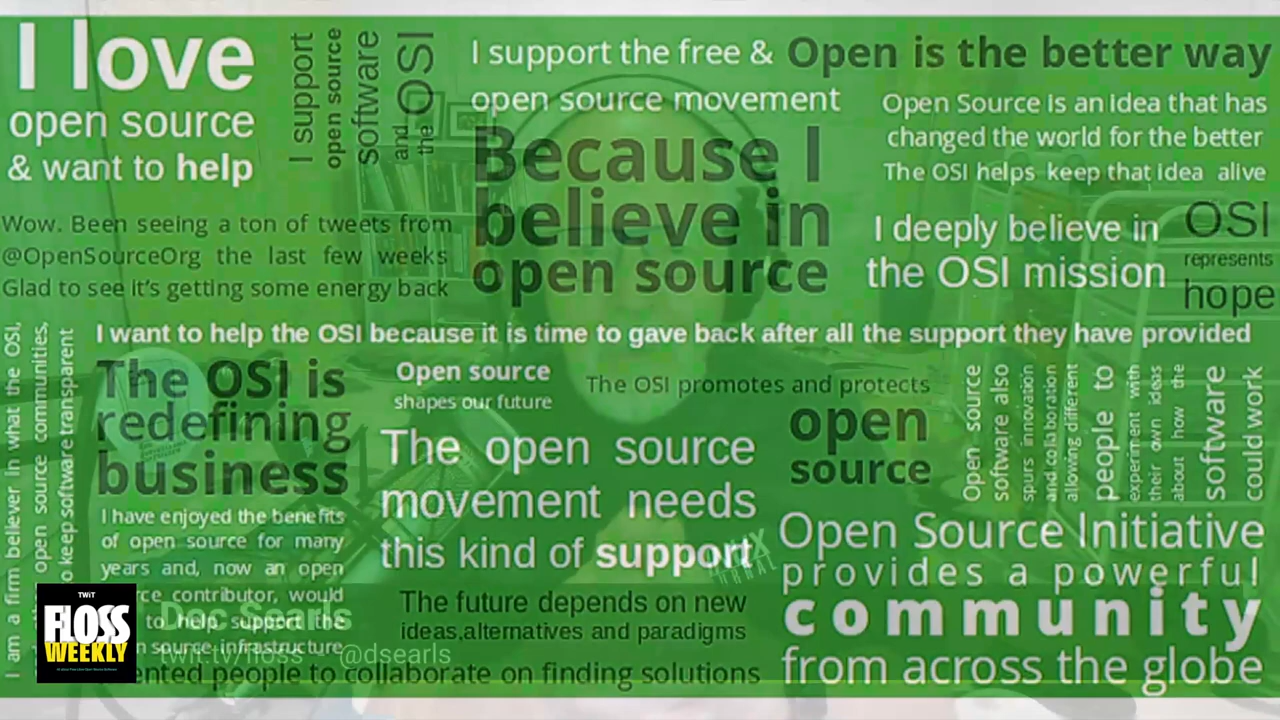 I love
open source
& want to help
I support
open source
software
and
the
OSI
I support the free &
open source movement
Open is the better way
Open Source is an idea that has
changed the world for the better
The OSI helps keep that idea alive
Because I
believe in
open source
Wow. Been seeing a ton of tweets from
@OpenSourceOrg the last few weeks
Glad to see it's getting some energy back
I deeply believe in
the OSI mission
OSI
represents
hope
I want to help the OSI because it is time to gave back after all the support they have provided
I am a firm believer in what the OSI,
open source communities,
to keep software transparent
The OSI is
redefining
business
Open source
shapes our future
The OSI promotes and protects
open
source
Open source
software also
spurs innovation
and collaboration
allowing different
people to
experiment with
their own ideas
about how the
software
could work
The open source
movement needs
this kind of support
I have enjoyed the benefits
of open source for many
years and, now an open
contributor, would
to help support the
source infrastructure
Open Source Initiative
provides a powerful
community
from across the globe
The future depends on new
ideas,alternatives and paradigms
people to collaborate on finding solutions
TWiT
FLOSS
WEEKLY
Doc Searls
twit.tv/floss @dsearls